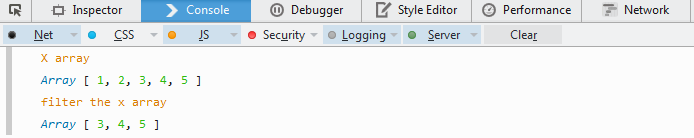 Inspector Console Debugger Style Editor Performance Network
Net CSS JS Security Logging Server Clear
X array
Array [ 1, 2, 3, 4, 5 ]
filter the x array
Array [ 3, 4, 5 ]